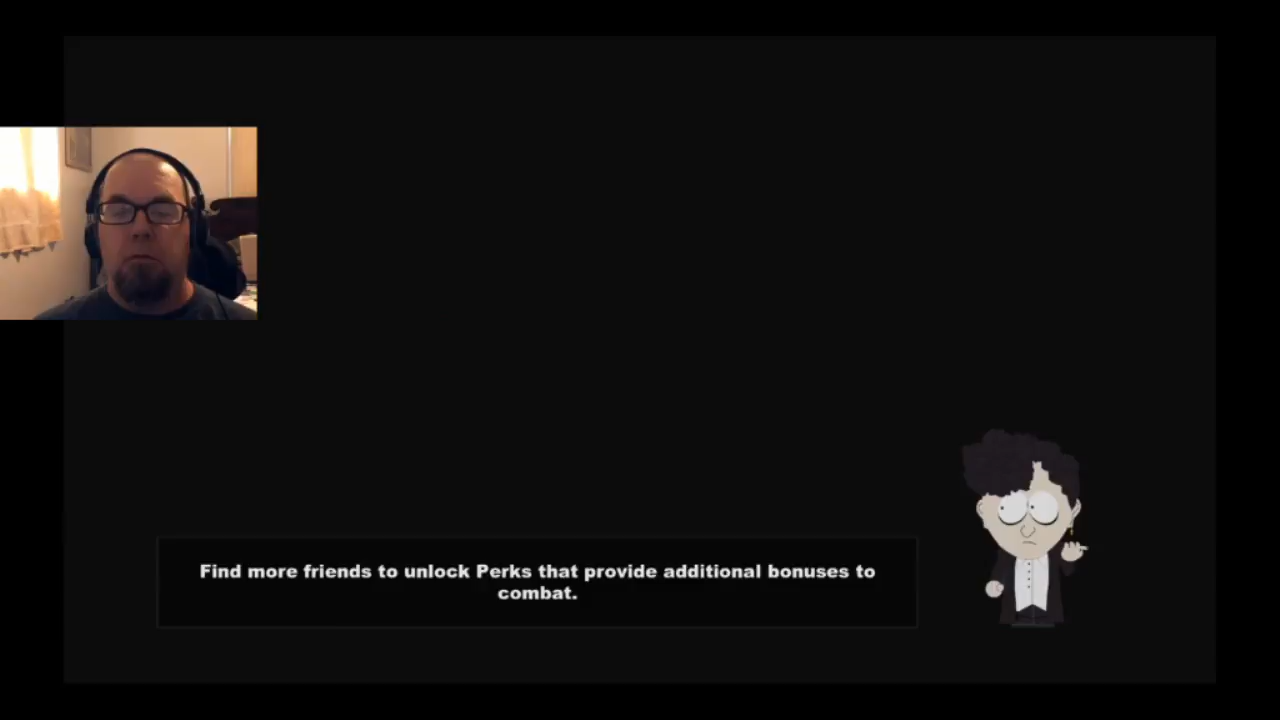 Find more friends to unlock Perks that provide additional bonuses to
combat.